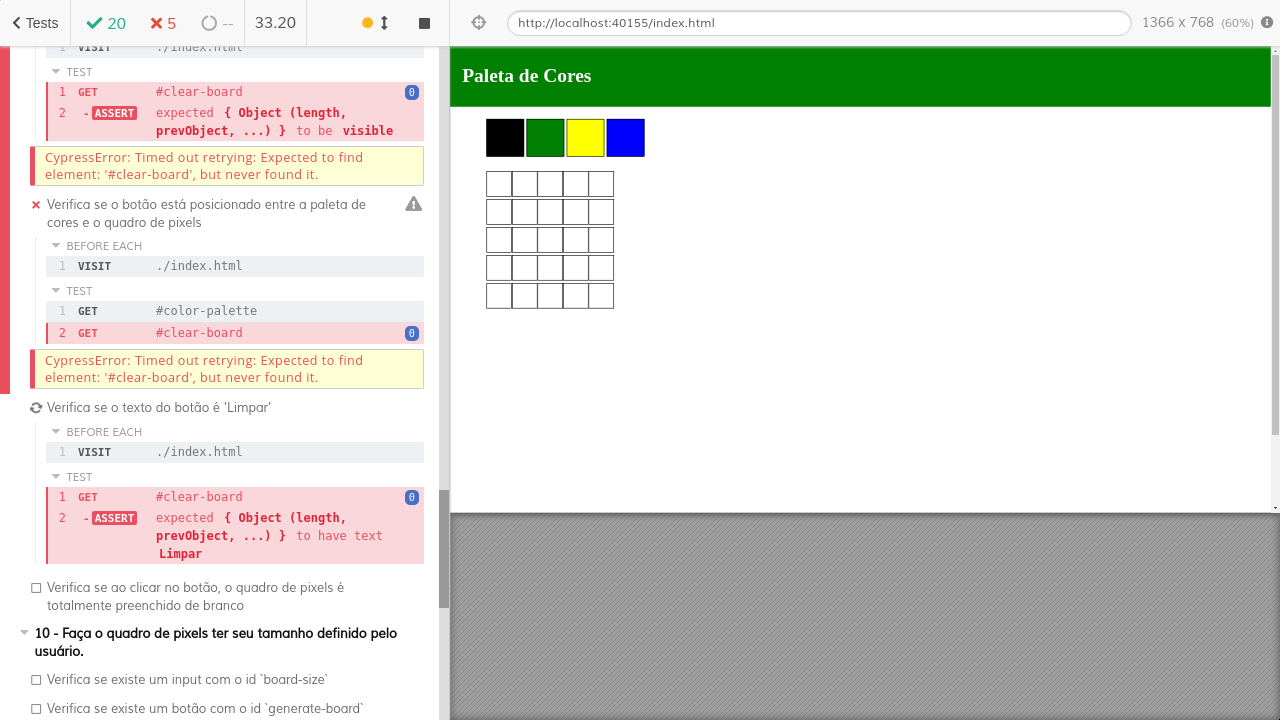 Tests 20 5 -- 33.20 http://localhost:40155/index.html 1366 x 768 (60%)
1 VISIT ./index.html
TEST
1 GET #clear-board 0
2 - ASSERT expected { Object (length,
prevObject, ...) } to be visible
CypressError: Timed out retrying: Expected to find
element: '#clear-board', but never found it.
Verifica se o botão está posicionado entre a paleta de
cores e o quadro de pixels
BEFORE EACH
1 VISIT ./index.html
TEST
1 GET #color-palette
2 GET #clear-board 0
CypressError: Timed out retrying: Expected to find
element: '#clear-board', but never found it.
Verifica se o texto do botão é 'Limpar'
BEFORE EACH
1 VISIT ./index.html
TEST
1 GET #clear-board 0
2 - ASSERT expected { Object (length,
prevObject, ...) } to have text
Limpar
Verifica se ao clicar no botão, o quadro de pixels é
totalmente preenchido de branco
10 - Faça o quadro de pixels ter seu tamanho definido pelo
usuário.
Verifica se existe um input com o id `board-size`
Verifica se existe um botão com o id `generate-board`
Paleta de Cores